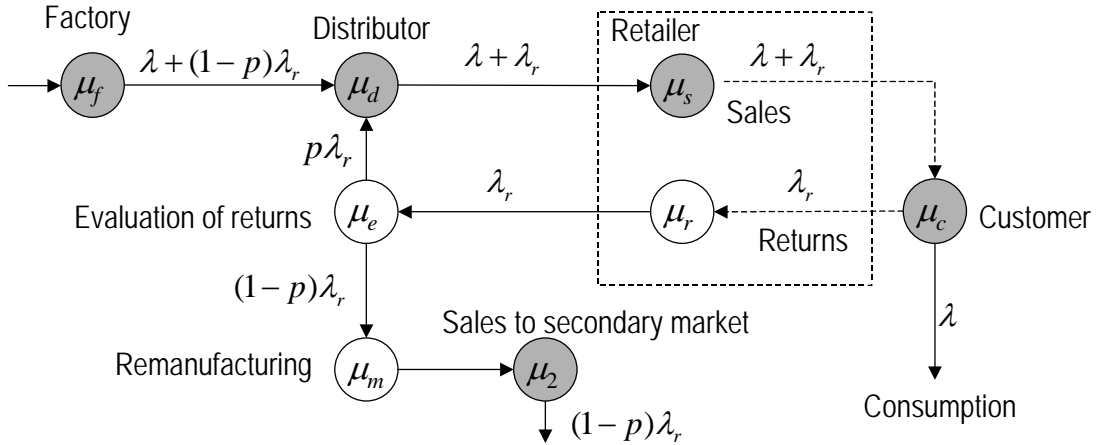 Factory
Distributor
Retailer
λ + (1 − p)λ_r
λ + λ_r
λ + λ_r
μ_f
μ_d
μ_s
Sales
pλ_r
λ_r
λ_r
Evaluation of returns
μ_e
μ_r
μ_c
Customer
Returns
(1 − p)λ_r
λ
Sales to secondary market
Remanufacturing
μ_m
μ_2
Consumption
(1 − p)λ_r